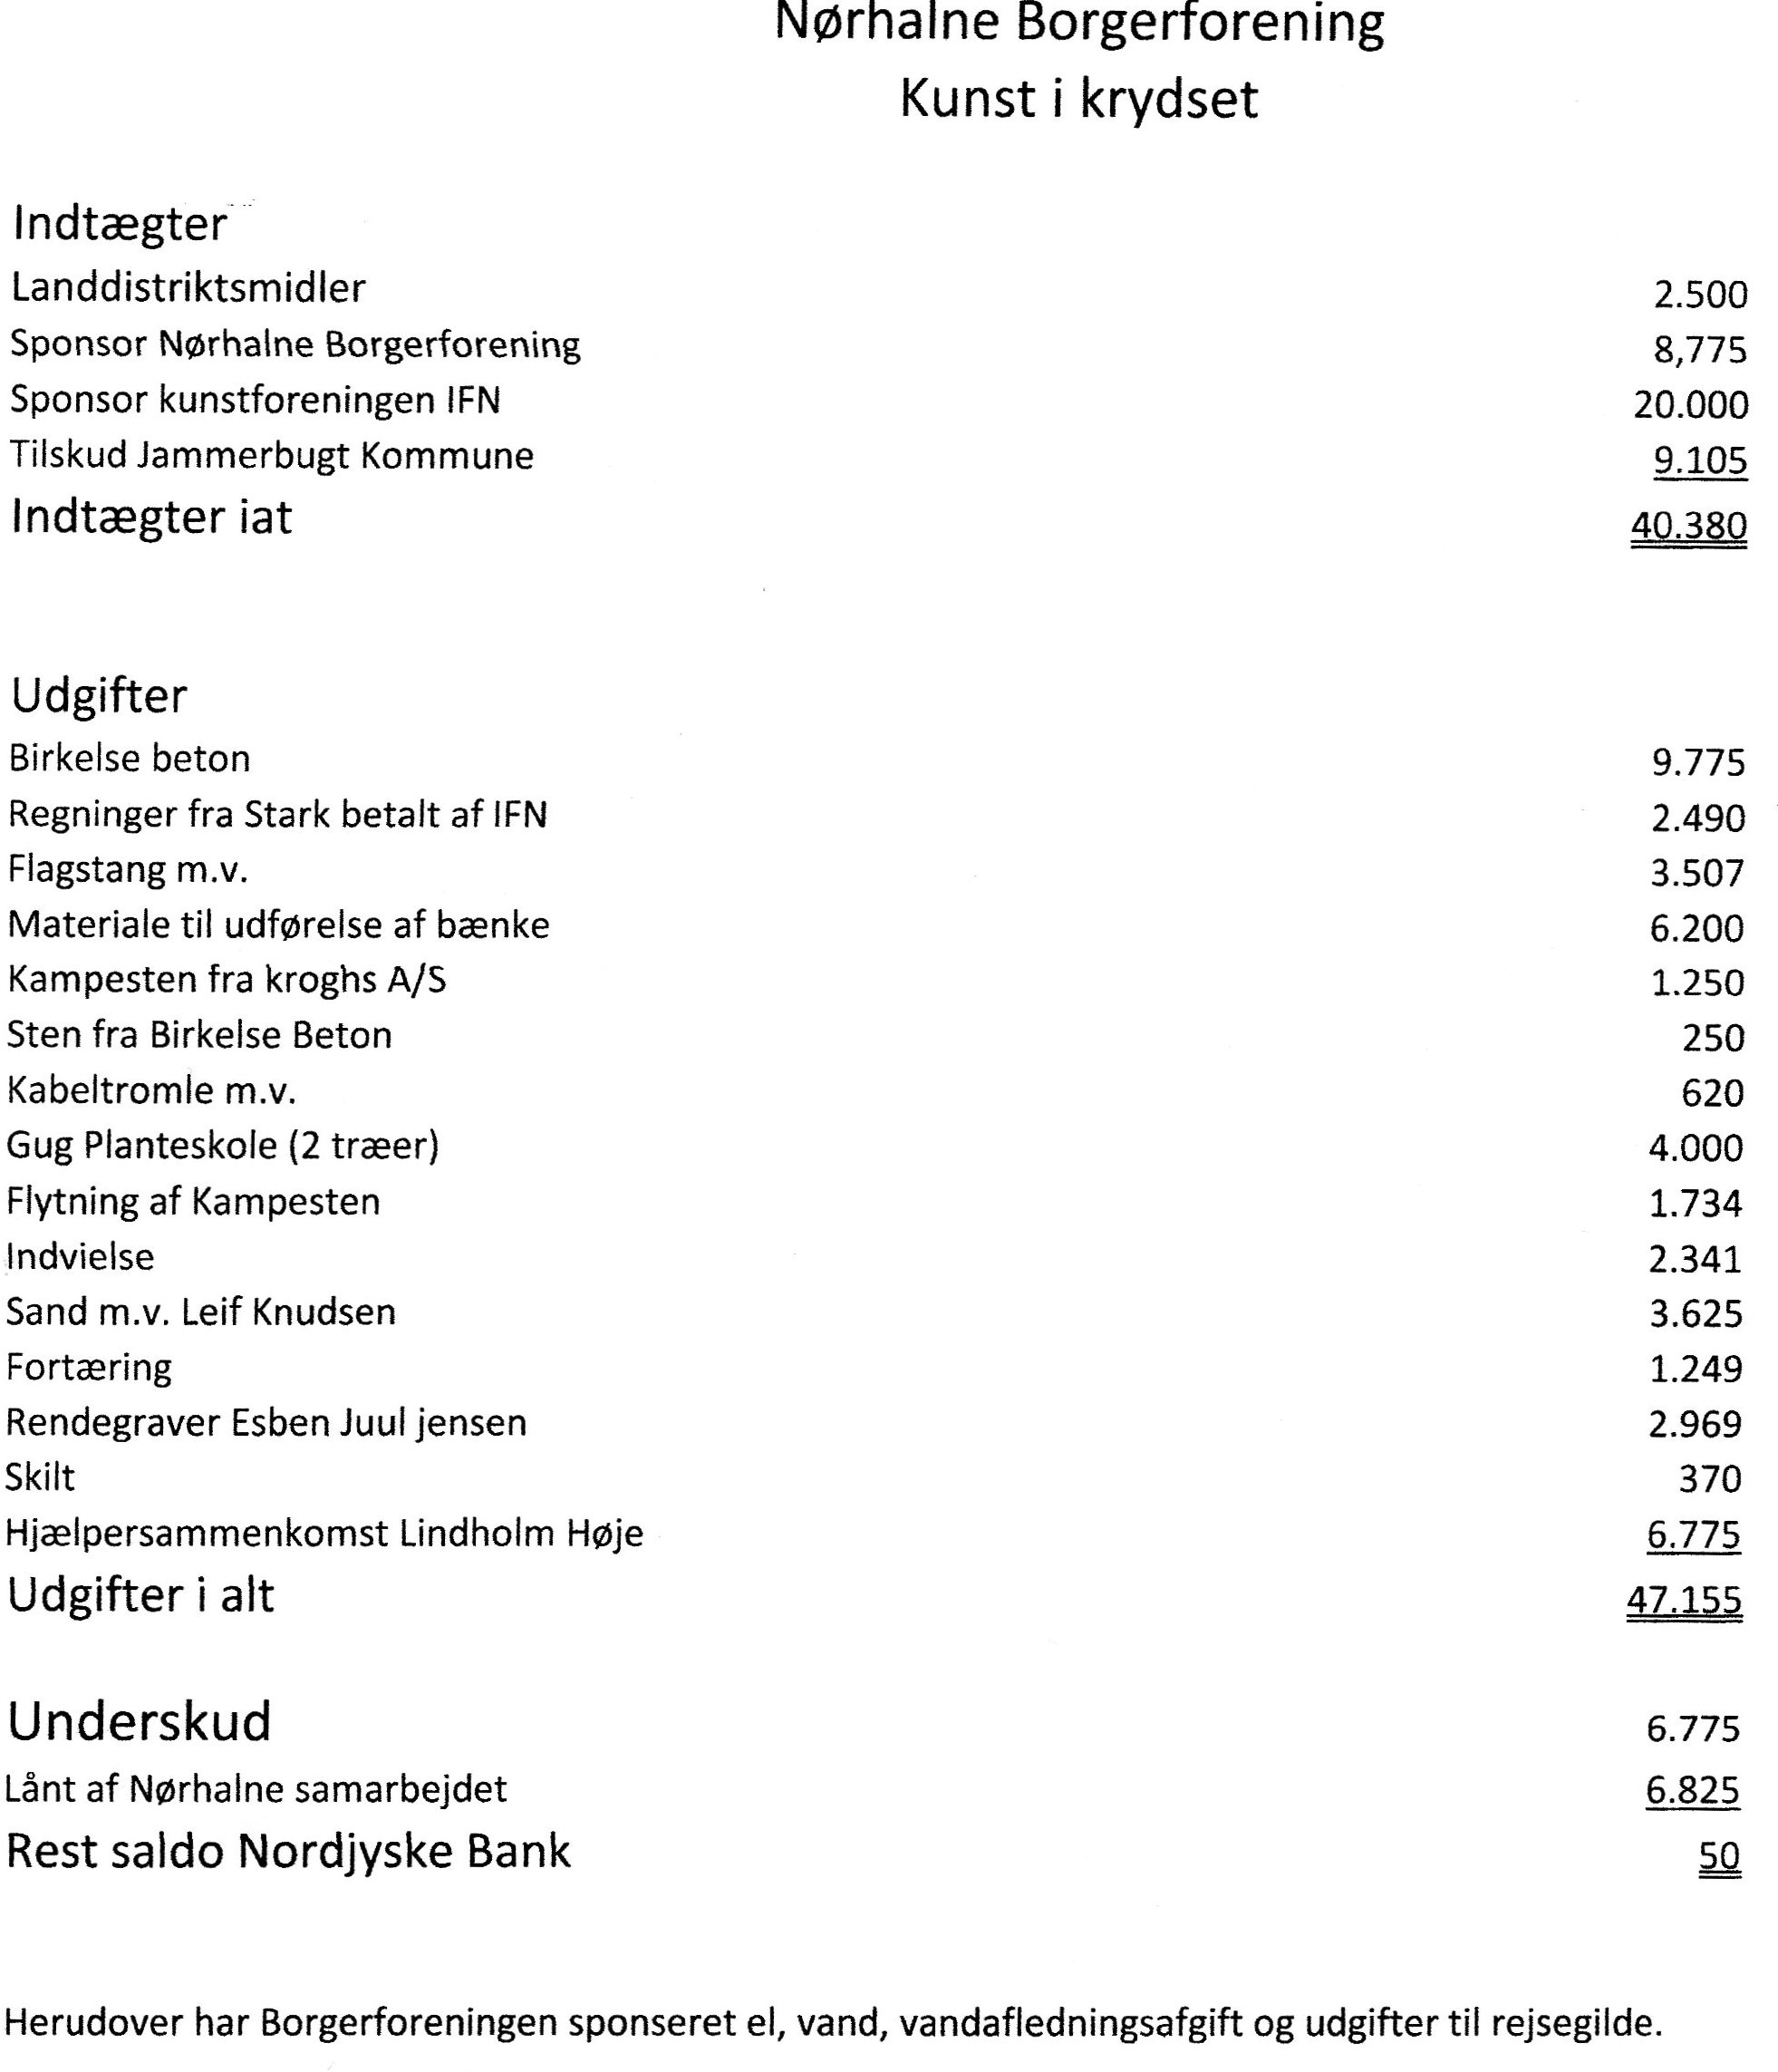 Nørhalne Borgerforening
Kunst i krydset
Indtægter
Landdistriktsmidler 2.500
Sponsor Nørhalne Borgerforening 8,775
Sponsor kunstforeningen IFN 20.000
Tilskud Jammerbugt Kommune 9.105
Indtægter iat 40.380
Udgifter
Birkelse beton 9.775
Regninger fra Stark betalt af IFN 2.490
Flagstang m.v. 3.507
Materiale til udførelse af bænke 6.200
Kampesten fra kroghs A/S 1.250
Sten fra Birkelse Beton 250
Kabeltromle m.v. 620
Gug Planteskole (2 træer) 4.000
Flytning af Kampesten 1.734
Indvielse 2.341
Sand m.v. Leif Knudsen 3.625
Fortæring 1.249
Rendegraver Esben Juul jensen 2.969
Skilt 370
Hjælpersammenkomst Lindholm Høje 6.775
Udgifter i alt 47.155
Underskud 6.775
Lånt af Nørhalne samarbejdet 6.825
Rest saldo Nordjyske Bank 50
Herudover har Borgerforeningen sponseret el, vand, vandafledningsafgift og udgifter til rejsegilde.